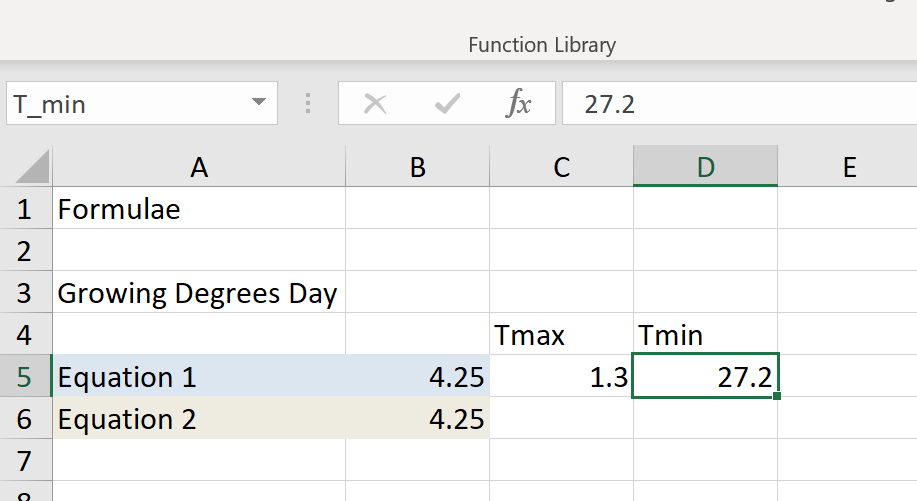 Function Library
T_min fx 27.2
A B C D E
1 Formulae
2
3 Growing Degrees Day
4 Tmax Tmin
5 Equation 1 4.25 1.3 27.2
6 Equation 2 4.25
7